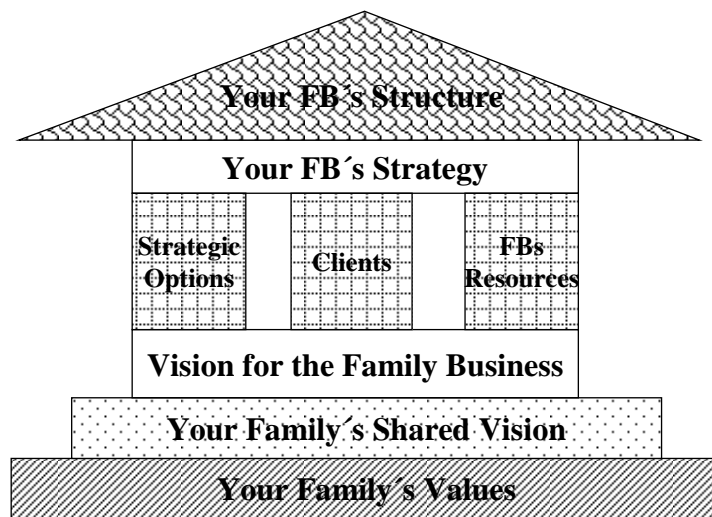 Your FB´s Structure
Your FB´s Strategy
Strategic
Options
Clients
FBs
Resources
Vision for the Family Business
Your Family´s Shared Vision
Your Family´s Values